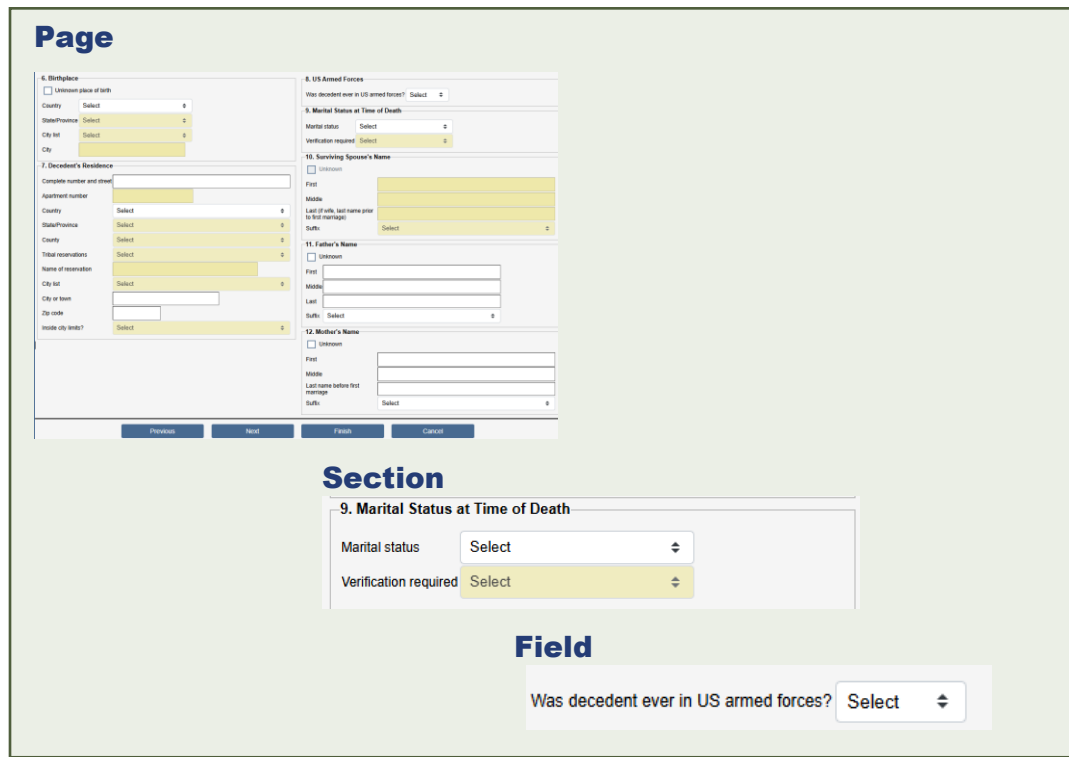 Page
6. Birthplace
Unknown place of birth
Country Select
State/Province Select
City list Select
City
7. Decedent's Residence
Complete number and street
Apartment number
Country Select
State/Province Select
County Select
Tribal reservations Select
Name of reservation
City list Select
City or town
Zip code
Inside city limits? Select
8. US Armed Forces
Was decedent ever in US armed forces? Select
9. Marital Status at Time of Death
Marital status Select
Verification required Select
10. Surviving Spouse's Name
Unknown
First
Middle
Last (if wife, last name prior
to first marriage)
Suffix Select
11. Father's Name
Unknown
First
Middle
Last
Suffix Select
12. Mother's Name
Unknown
First
Middle
Last name before first
marriage
Suffix Select
Previous Next Finish Cancel
Section
9. Marital Status at Time of Death
Marital status Select
Verification required Select
Field
Was decedent ever in US armed forces? Select